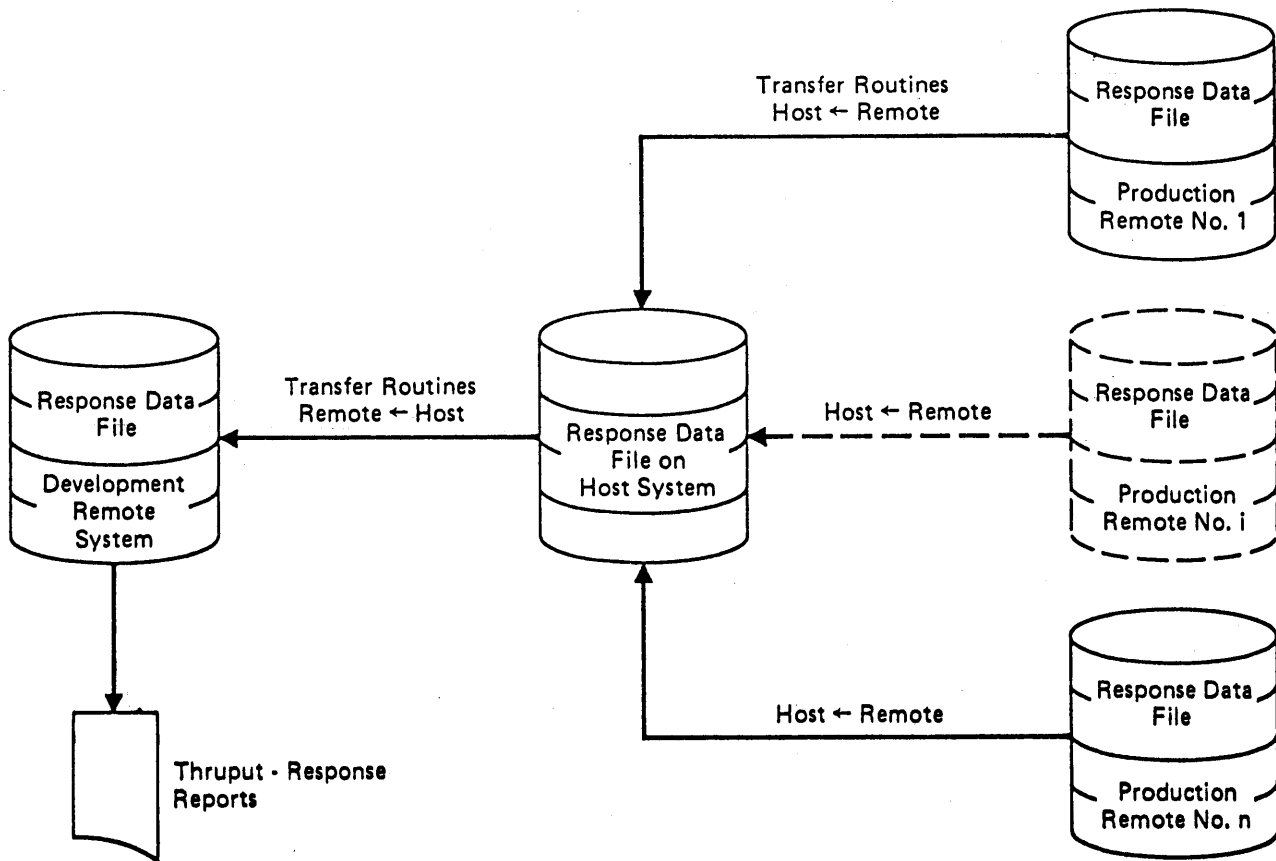 Transfer Routines
Host ← Remote
Response Data
File
Production
Remote No. 1
Response Data
File
Development
Remote
System
Transfer Routines
Remote ← Host
Response Data
File on
Host System
Host ← Remote
Response Data
File
Production
Remote No. i
Host ← Remote
Response Data
File
Production
Remote No. n
Thruput - Response
Reports